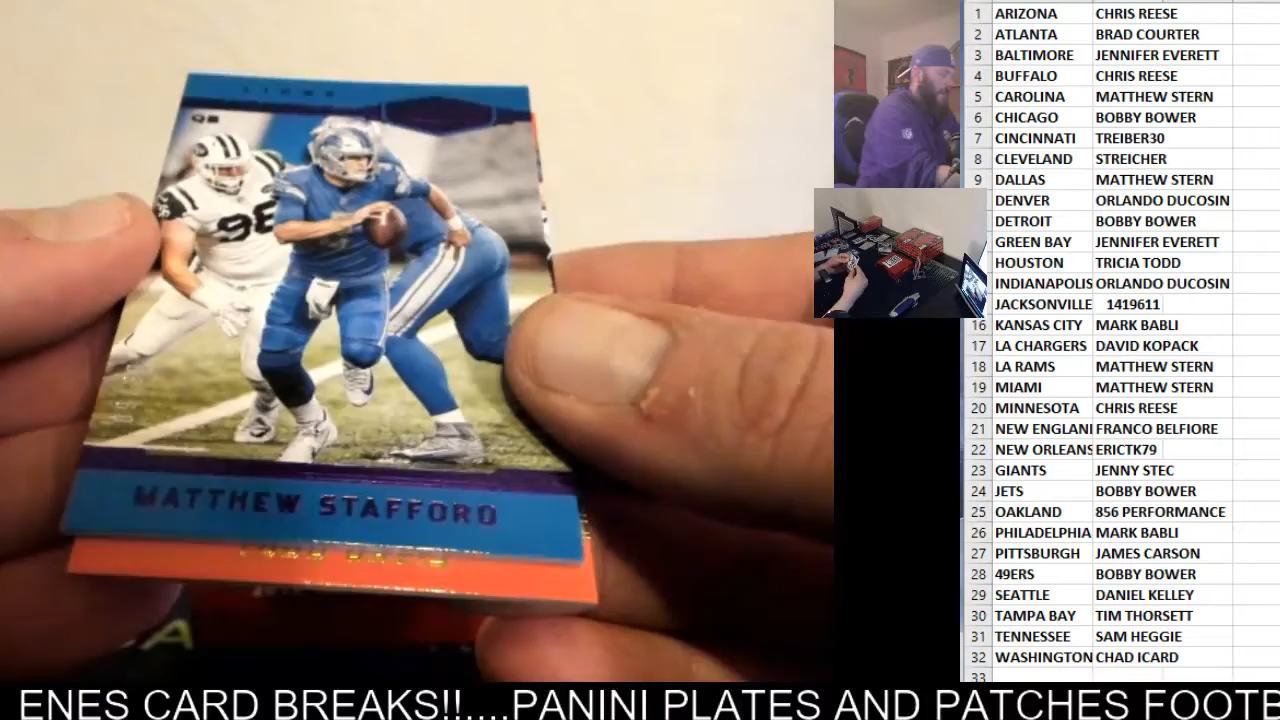 LIONS
QB
98
MATTHEW STAFFORD
1 ARIZONA CHRIS REESE
2 ATLANTA BRAD COURTER
3 BALTIMORE JENNIFER EVERETT
4 BUFFALO CHRIS REESE
5 CAROLINA MATTHEW STERN
6 CHICAGO BOBBY BOWER
7 CINCINNATI TREIBER30
8 CLEVELAND STREICHER
9 DALLAS MATTHEW STERN
DENVER ORLANDO DUCOSIN
DETROIT BOBBY BOWER
GREEN BAY JENNIFER EVERETT
HOUSTON TRICIA TODD
INDIANAPOLIS ORLANDO DUCOSIN
JACKSONVILLE 1419611
16 KANSAS CITY MARK BABLI
17 LA CHARGERS DAVID KOPACK
18 LA RAMS MATTHEW STERN
19 MIAMI MATTHEW STERN
20 MINNESOTA CHRIS REESE
21 NEW ENGLAN FRANCO BELFIORE
22 NEW ORLEANS ERICTK79
23 GIANTS JENNY STEC
24 JETS BOBBY BOWER
25 OAKLAND 856 PERFORMANCE
26 PHILADELPHIA MARK BABLI
27 PITTSBURGH JAMES CARSON
28 49ERS BOBBY BOWER
29 SEATTLE DANIEL KELLEY
30 TAMPA BAY TIM THORSETT
31 TENNESSEE SAM HEGGIE
32 WASHINGTON CHAD ICARD
33
ENES CARD BREAKS!!....PANINI PLATES AND PATCHES FOOTB